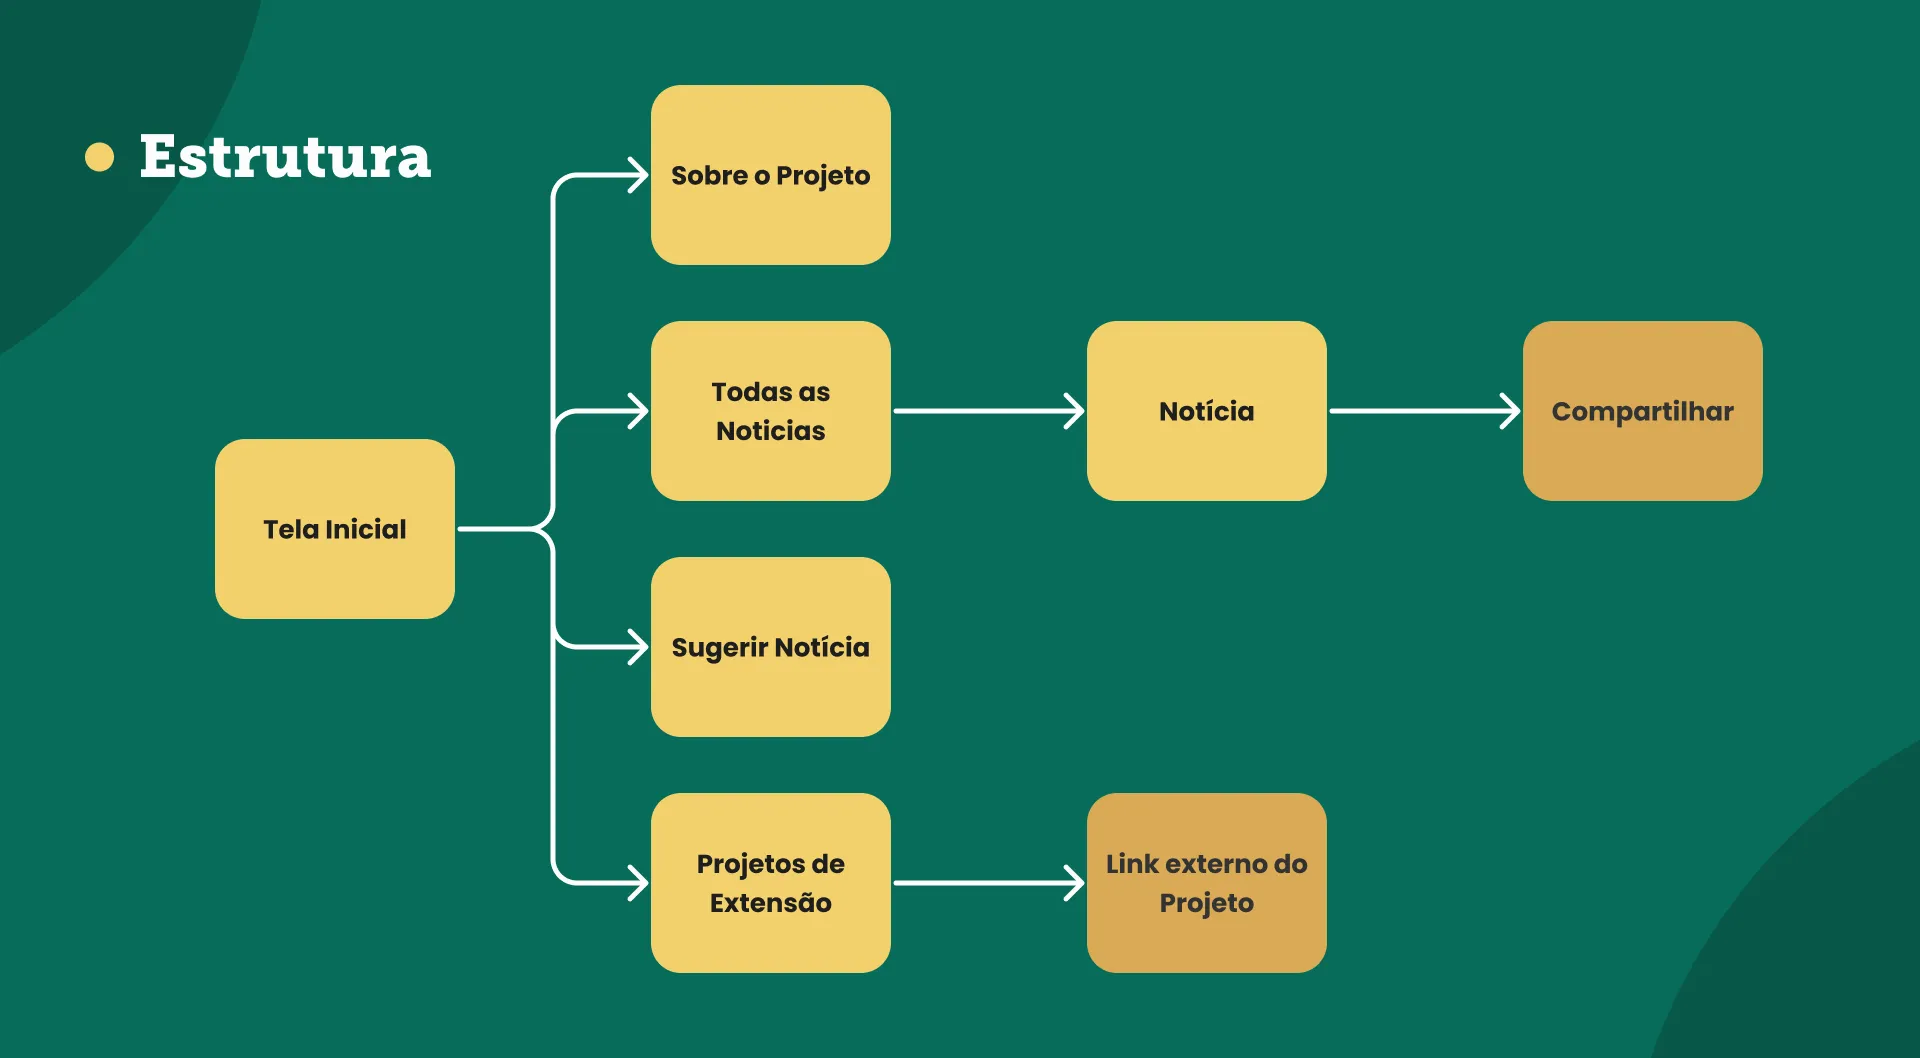 Estrutura
Sobre o Projeto
Todas as
Noticias
Notícia
Compartilhar
Tela Inicial
Sugerir Notícia
Projetos de
Extensão
Link externo do
Projeto